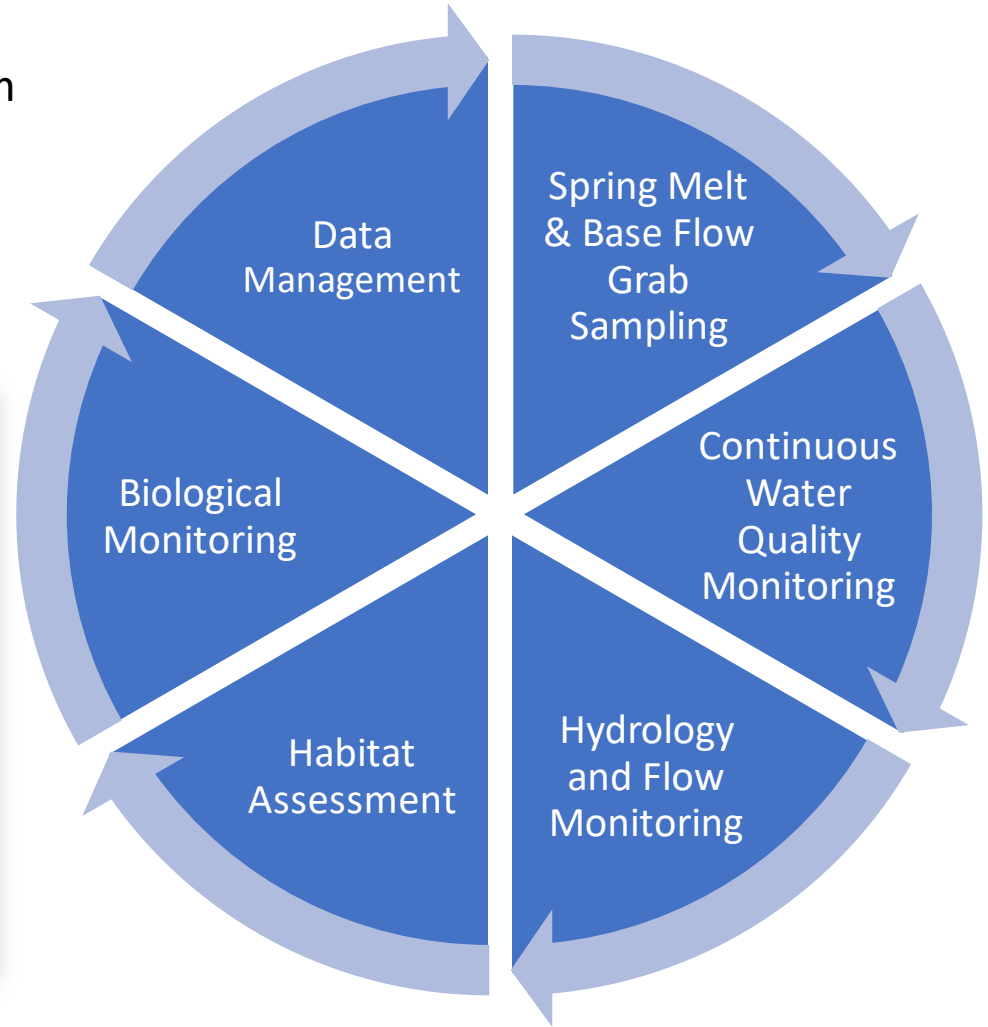 Spring Melt
& Base Flow
Grab
Sampling
Continuous
Water
Quality
Monitoring
Hydrology
and Flow
Monitoring
Habitat
Assessment
Biological
Monitoring
Data
Management